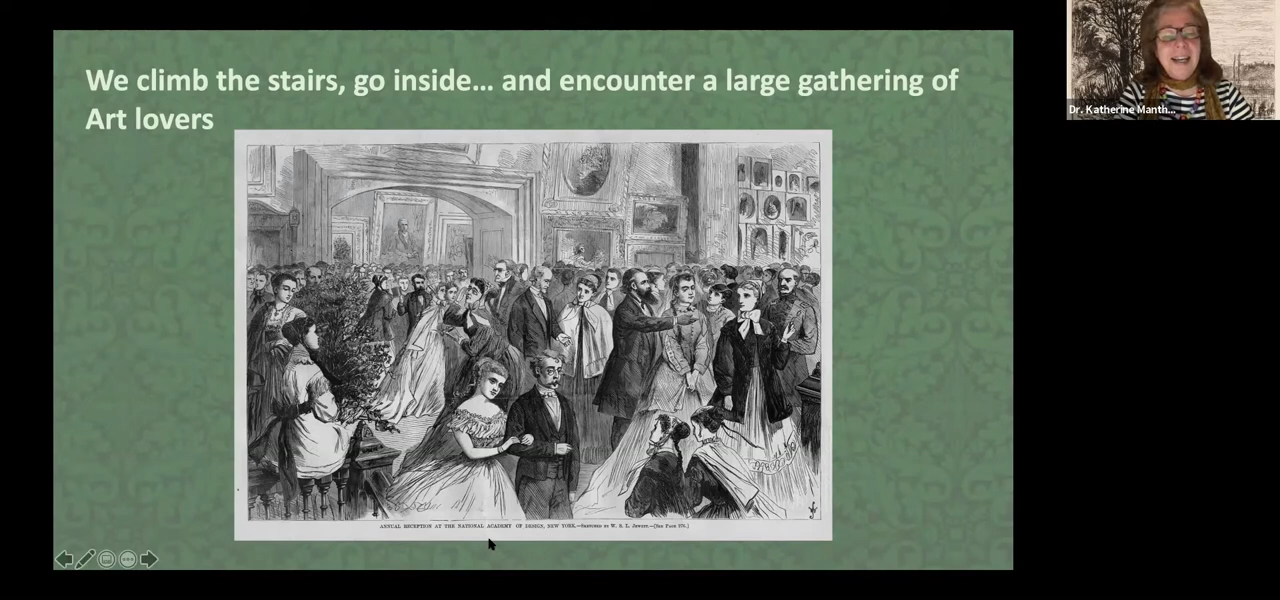 We climb the stairs, go inside... and encounter a large gathering of
Art lovers
Dr. Katherine Manth...
ANNUAL RECEPTION AT THE NATIONAL ACADEMY OF DESIGN, NEW YORK.—SKETCHED BY W. S. L. JEWETT.—[SEE PAGE 270.]